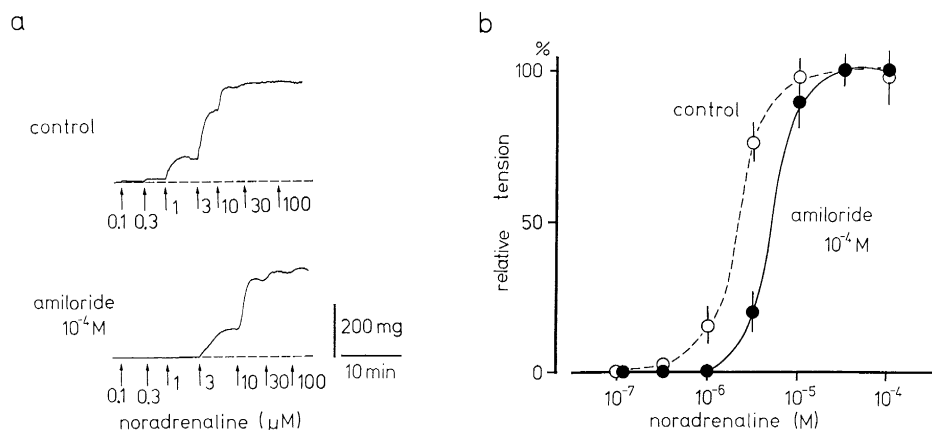 a
control
0.1 0.3 1 3 10 30 100
amiloride
10⁻⁴ M
200 mg
10 min
0.1 0.3 1 3 10 30 100
noradrenaline (μM)
b
%
100
50
0
relative tension
control
amiloride
10⁻⁴ M
10⁻⁷ 10⁻⁶ 10⁻⁵ 10⁻⁴
noradrenaline (M)